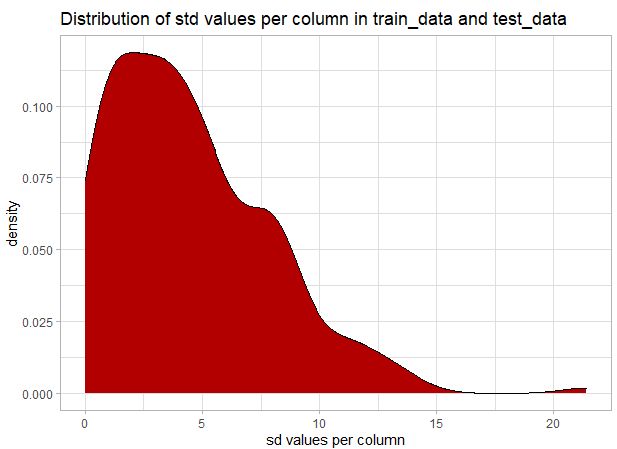 Distribution of std values per column in train_data and test_data
density
0.100
0.075
0.050
0.025
0.000
0 5 10 15 20
sd values per column